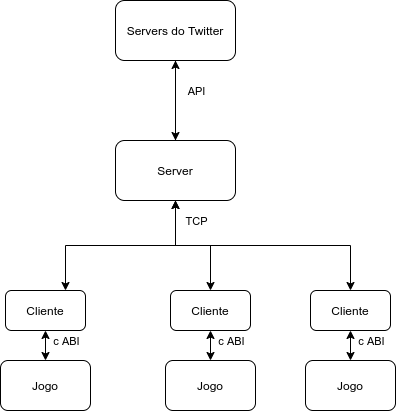 Servers do Twitter
API
Server
TCP
Cliente
Cliente
Cliente
c ABI
c ABI
c ABI
Jogo
Jogo
Jogo